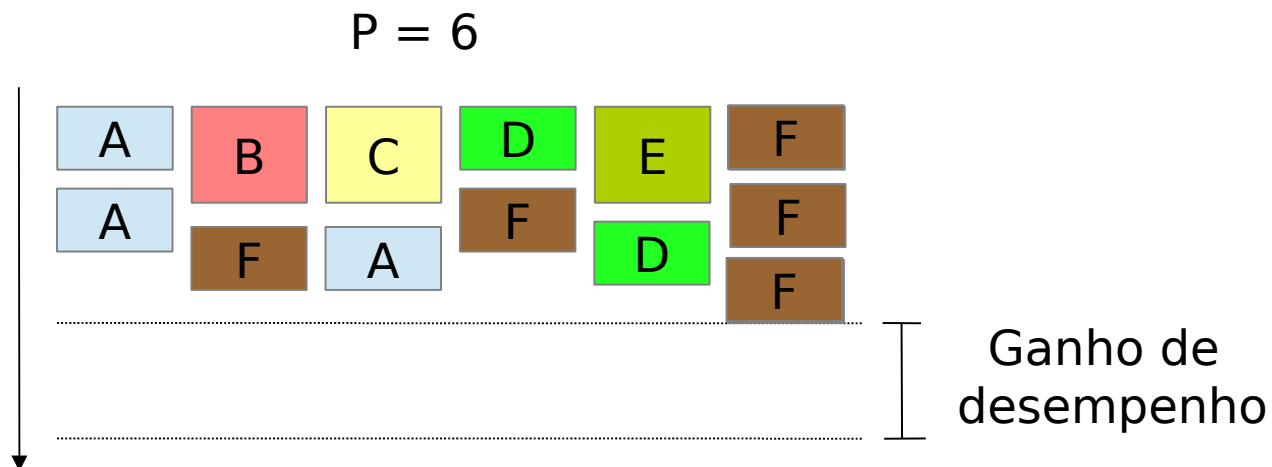 P = 6
A B C D E F
A F A F D F
F
Ganho de
desempenho